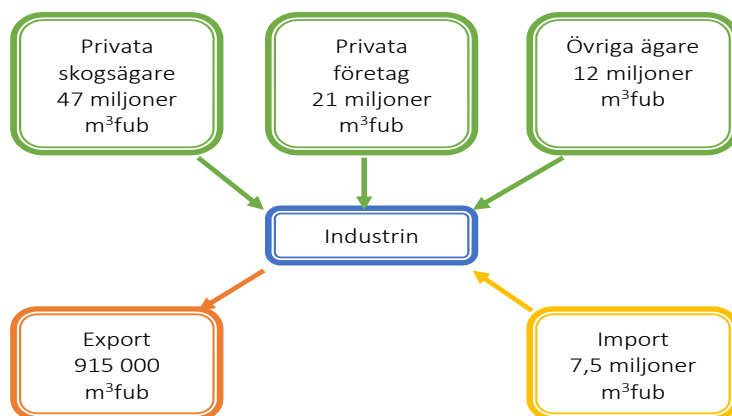 Privata
skogsägare
47 miljoner
m³fub
Privata
företag
21 miljoner
m³fub
Övriga ägare
12 miljoner
m³fub
Industrin
Export
915 000
m³fub
Import
7,5 miljoner
m³fub